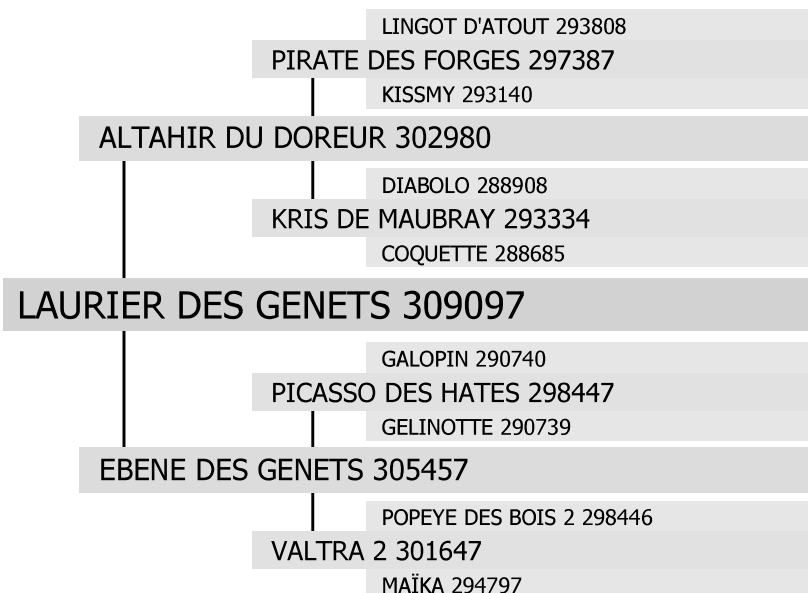 LINGOT D'ATOUT 293808
PIRATE DES FORGES 297387
KISSMY 293140
ALTAHIR DU DOREUR 302980
DIABOLO 288908
KRIS DE MAUBRAY 293334
COQUETTE 288685
LAURIER DES GENETS 309097
GALOPIN 290740
PICASSO DES HATES 298447
GELINOTTE 290739
EBENE DES GENETS 305457
POPEYE DES BOIS 2 298446
VALTRA 2 301647
MAÏKA 294797